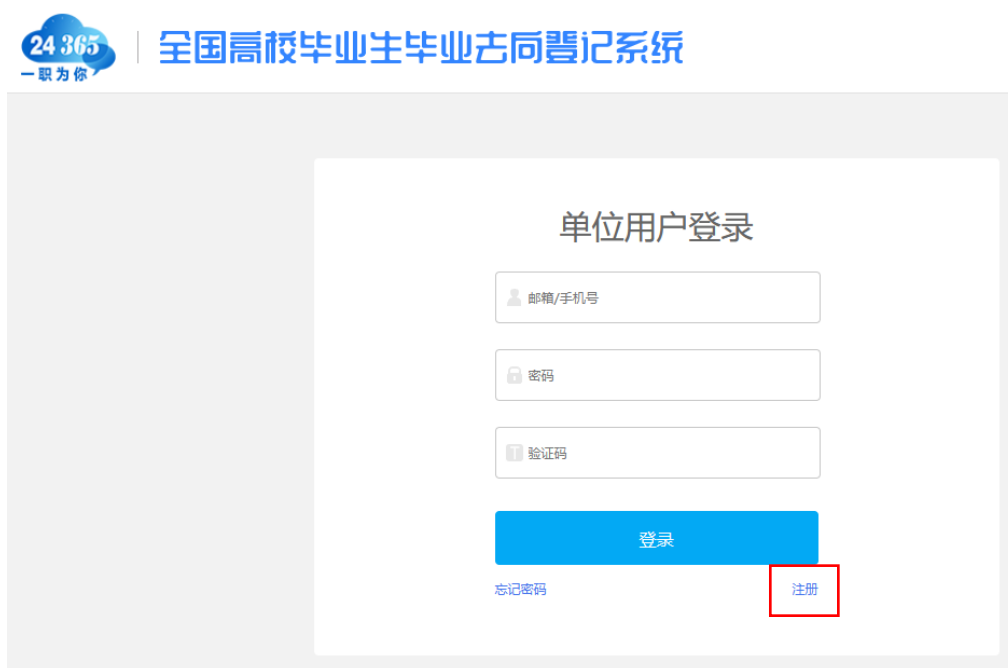 24 365
一职为你
全国高校毕业生毕业去向登记系统
单位用户登录
邮箱/手机号
密码
T 验证码
登录
忘记密码 注册